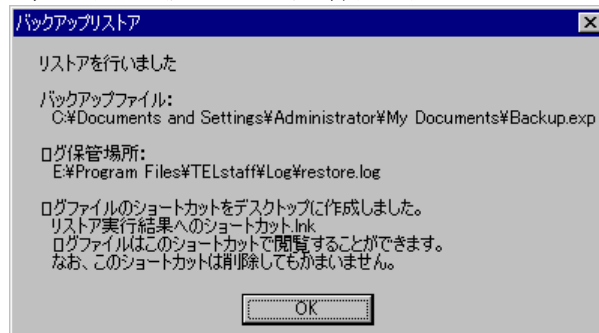 バックアップリストア
リストアを行いました
バックアップファイル:
C:¥Documents and Settings¥Administrator¥My Documents¥Backup.exp
ログ保管場所:
E:¥Program Files¥TELstaff¥Log¥restore.log
ログファイルのショートカットをデスクトップに作成しました。
リストア実行結果へのショートカット.lnk
ログファイルはこのショートカットで閲覧することができます。
なお、このショートカットは削除してもかまいません。
OK